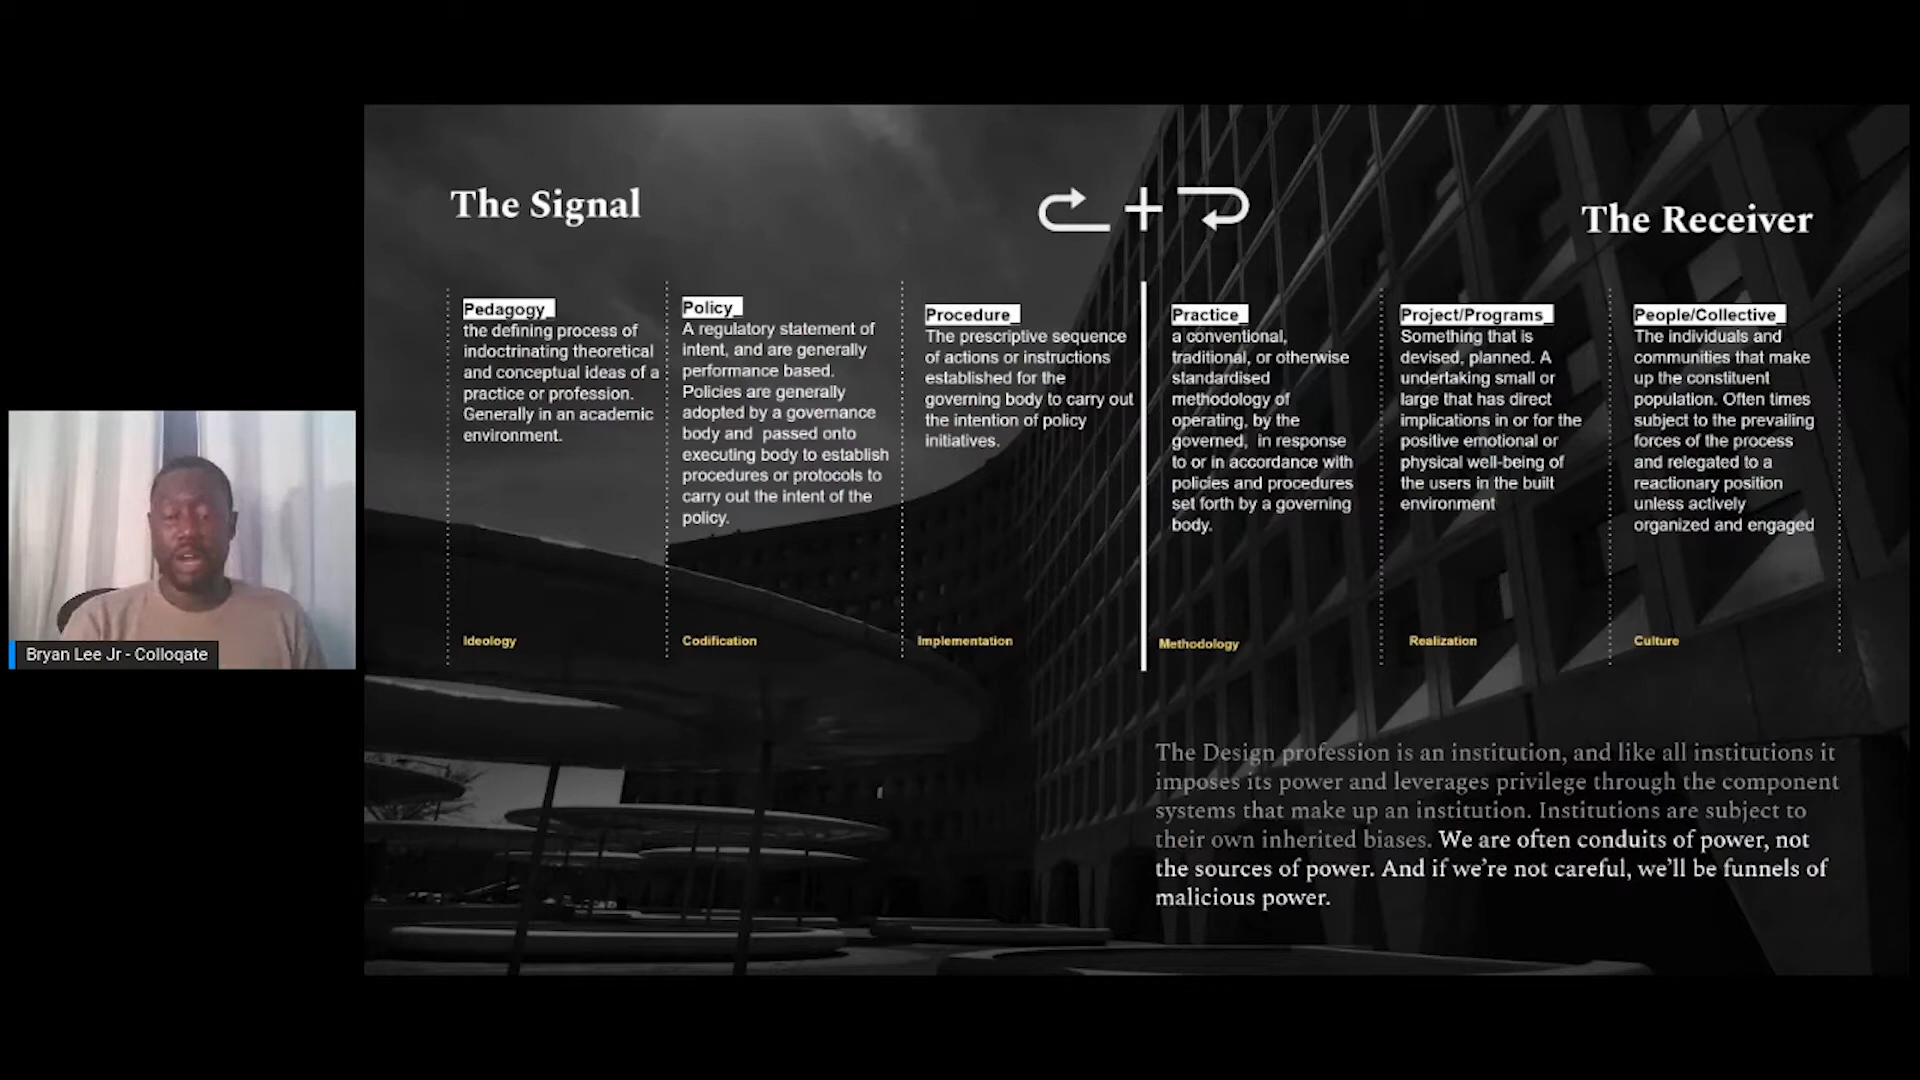 The Signal
The Receiver
Pedagogy_
the defining process of
indoctrinating theoretical
and conceptual ideas of a
practice or profession.
Generally in an academic
environment.
Ideology
Policy_
A regulatory statement of
intent, and are generally
performance based.
Policies are generally
adopted by a governance
body and passed onto
executing body to establish
procedures or protocols to
carry out the intent of the
policy.
Codification
Procedure_
The prescriptive sequence
of actions or instructions
established for the
governing body to carry out
the intention of policy
initiatives.
Implementation
Practice_
a conventional,
traditional, or otherwise
standardised
methodology of
operating, by the
governed, in response
to or in accordance with
policies and procedures
set forth by a governing
body.
Methodology
Project/Programs_
Something that is
devised, planned. A
undertaking small or
large that has direct
implications in or for the
positive emotional or
physical well-being of
the users in the built
environment
Realization
People/Collective_
The individuals and
communities that make
up the constituent
population. Often times
subject to the prevailing
forces of the process
and relegated to a
reactionary position
unless actively
organized and engaged
Culture
The Design profession is an institution, and like all institutions it
imposes its power and leverages privilege through the component
systems that make up an institution. Institutions are subject to
their own inherited biases. We are often conduits of power, not
the sources of power. And if we're not careful, we'll be funnels of
malicious power.
Bryan Lee Jr - Colloqate